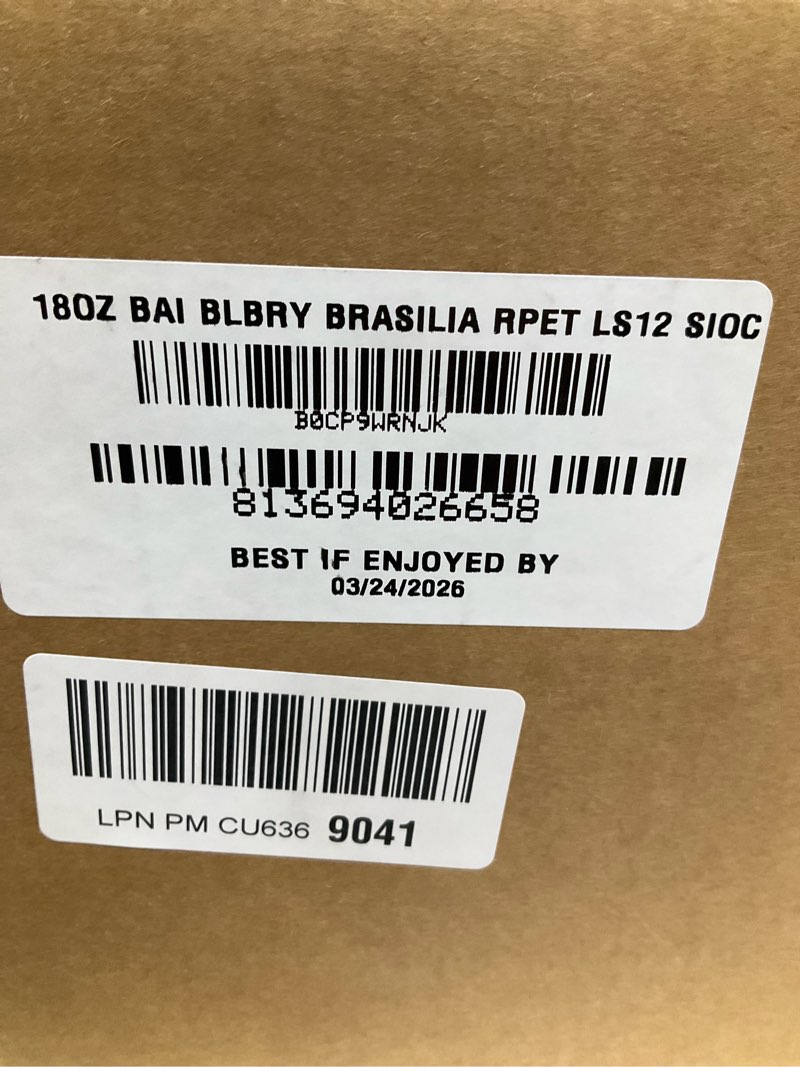 18OZ BAI BLBRY BRASILIA RPET LS12 SIOC
B0CP9WRNJK
813694026658
BEST IF ENJOYED BY
03/24/2026
LPN PM CU636 9041